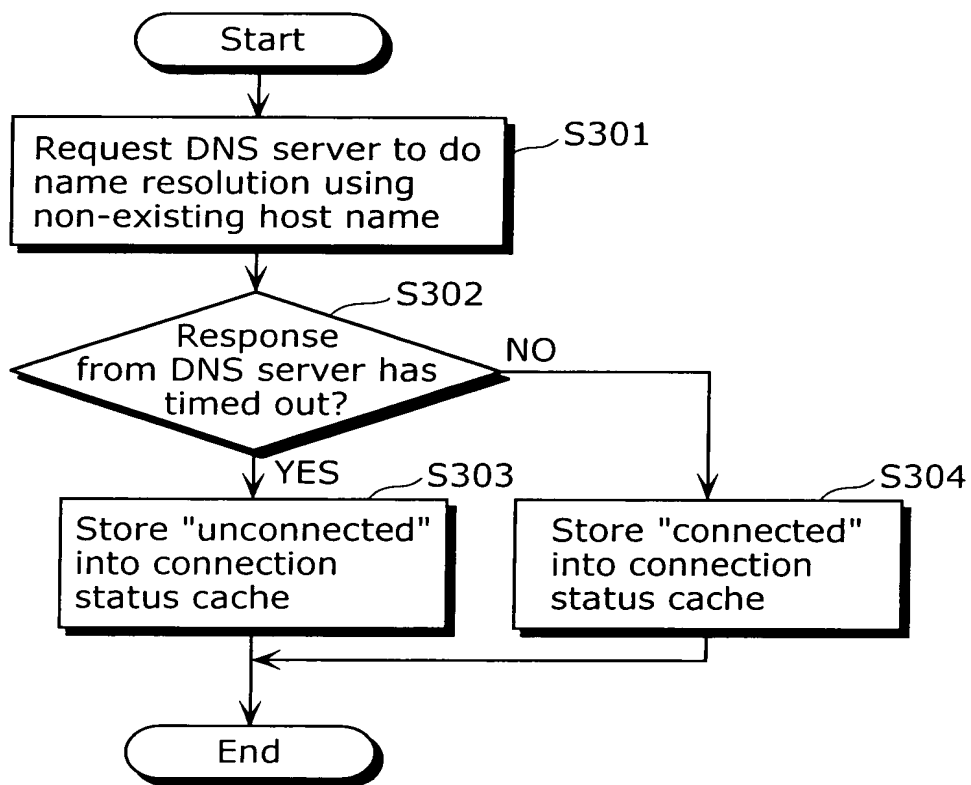 Start
S301
Request DNS server to do
name resolution using
non-existing host name
S302
Response
from DNS server has
timed out?
NO
YES
S303
Store "unconnected"
into connection
status cache
S304
Store "connected"
into connection
status cache
End